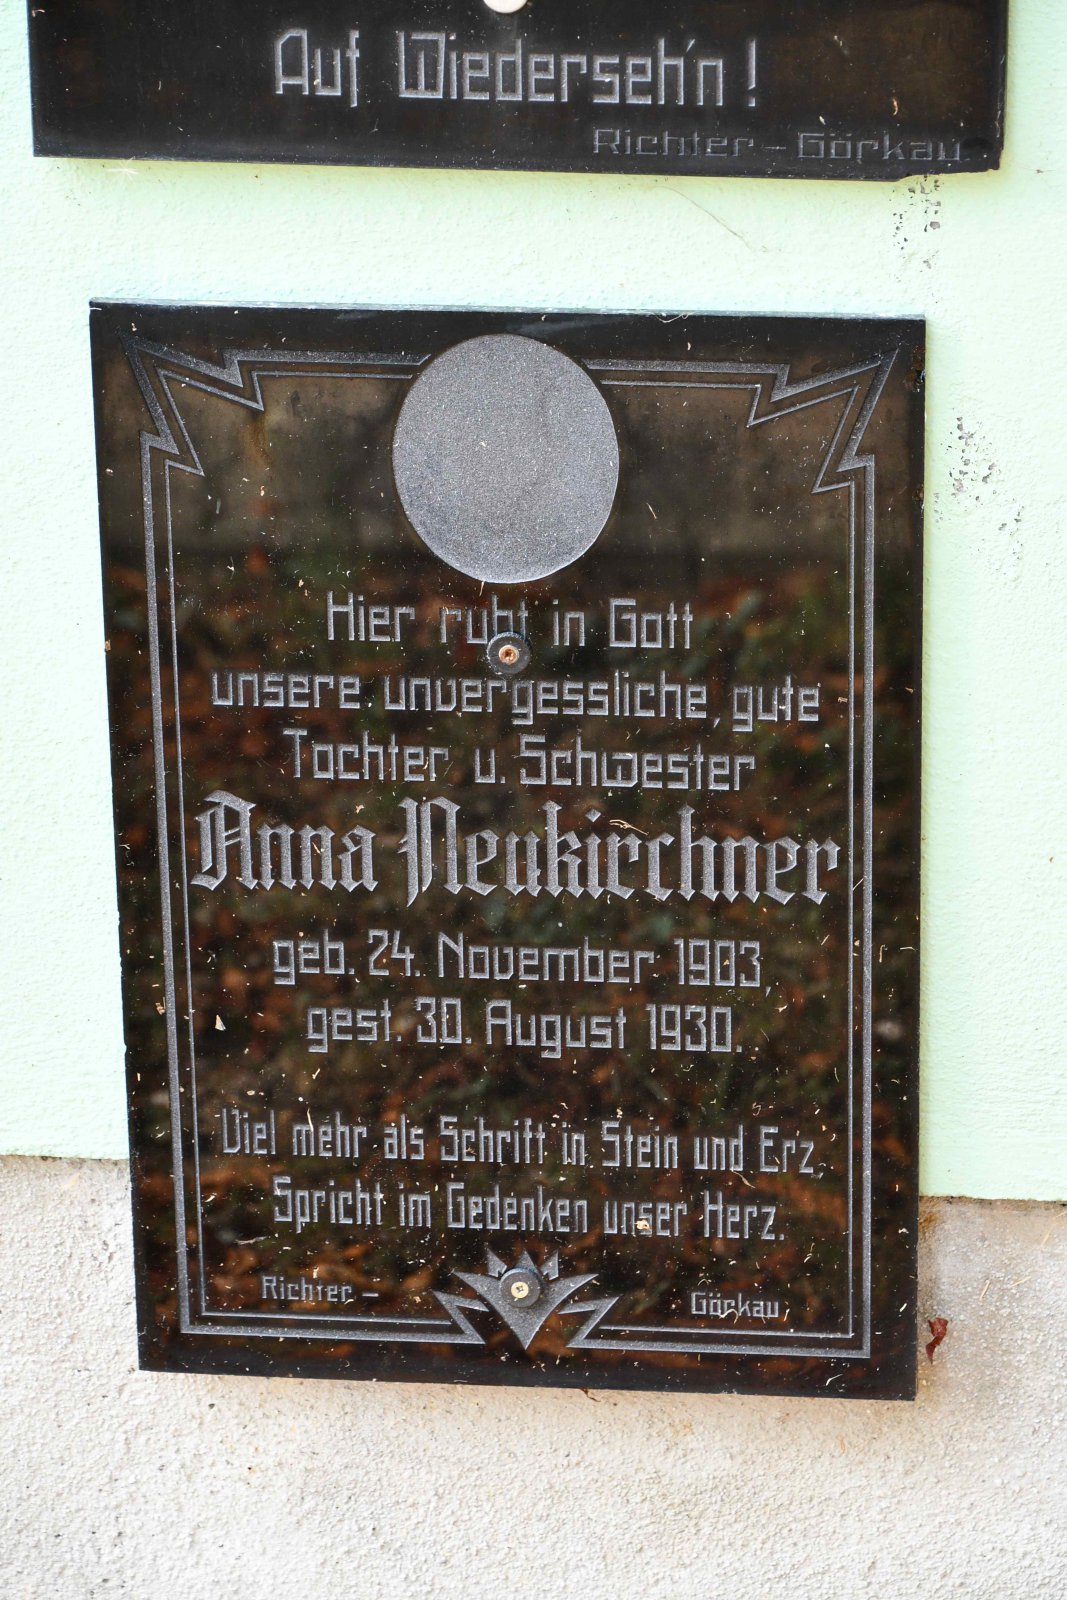 Auf Wiederseh'n!
Richter - Görkau
Hier ruht in Gott
unsere unvergessliche, gute
Tochter u. Schwester
Anna Neukirchner
geb. 24. November 1903,
gest. 30. August 1930.
Viel mehr als Schrift in Stein und Erz,
Spricht im Gedenken unser Herz.
Richter - Görkau